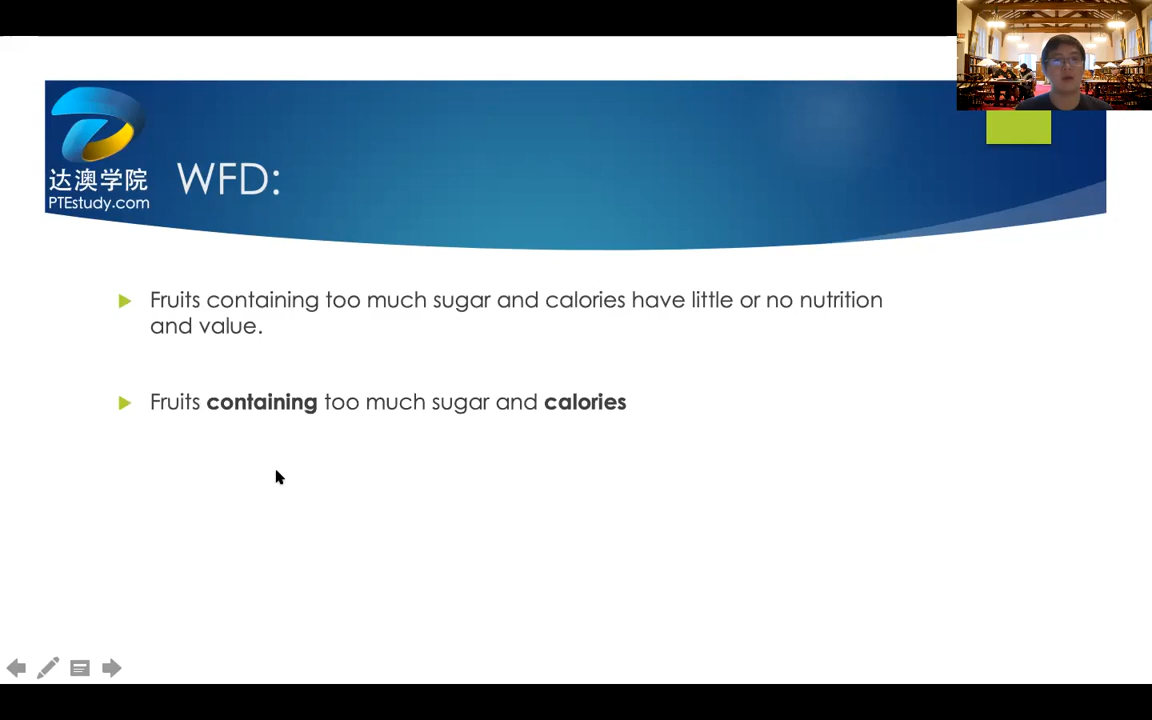 达澳学院
PTEstudy.com
WFD:
Fruits containing too much sugar and calories have little or no nutrition
and value.
Fruits containing too much sugar and calories